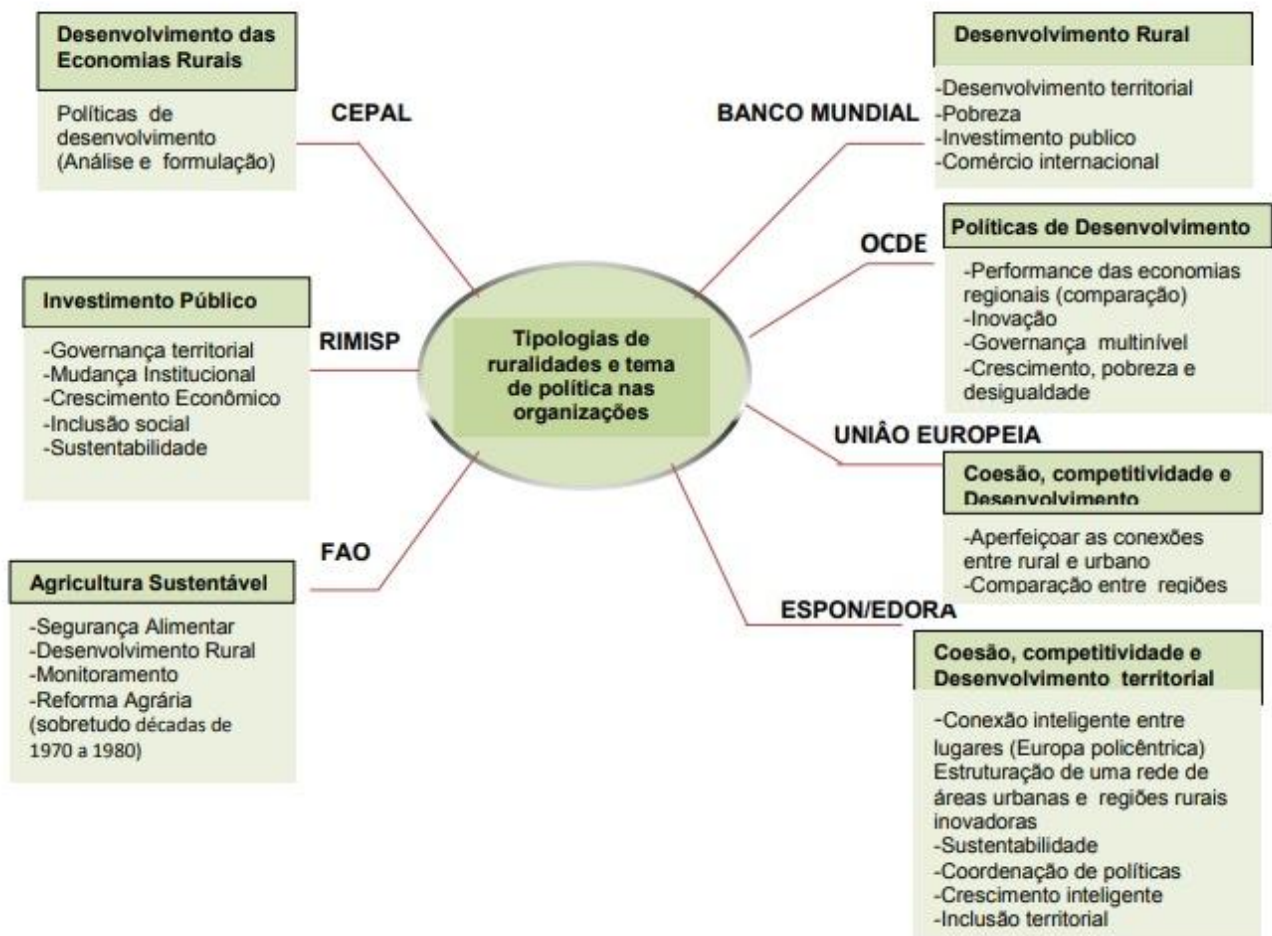 Desenvolvimento das
Economias Rurais
Políticas de
desenvolvimento
(Análise e formulação)
CEPAL
BANCO MUNDIAL
Desenvolvimento Rural
-Desenvolvimento territorial
-Pobreza
-Investimento publico
-Comércio internacional
OCDE
Políticas de Desenvolvimento
-Performance das economias
regionais (comparação)
-Inovação
-Governança multinível
-Crescimento, pobreza e
desigualdade
Investimento Público
-Governança territorial
-Mudança Institucional
-Crescimento Econômico
-Inclusão social
-Sustentabilidade
RIMISP
Tipologias de
ruralidades e tema
de política nas
organizações
UNIÂO EUROPEIA
Coesão, competitividade e
Desenvolvimento
-Aperfeiçoar as conexões
entre rural e urbano
-Comparação entre regiões
FAO
Agricultura Sustentável
-Segurança Alimentar
-Desenvolvimento Rural
-Monitoramento
-Reforma Agrária
(sobretudo décadas de
1970 a 1980)
ESPON/EDORA
Coesão, competitividade e
Desenvolvimento territorial
-Conexão inteligente entre
lugares (Europa policêntrica)
Estruturação de uma rede de
áreas urbanas e regiões rurais
inovadoras
-Sustentabilidade
-Coordenação de políticas
-Crescimento inteligente
-Inclusão territorial